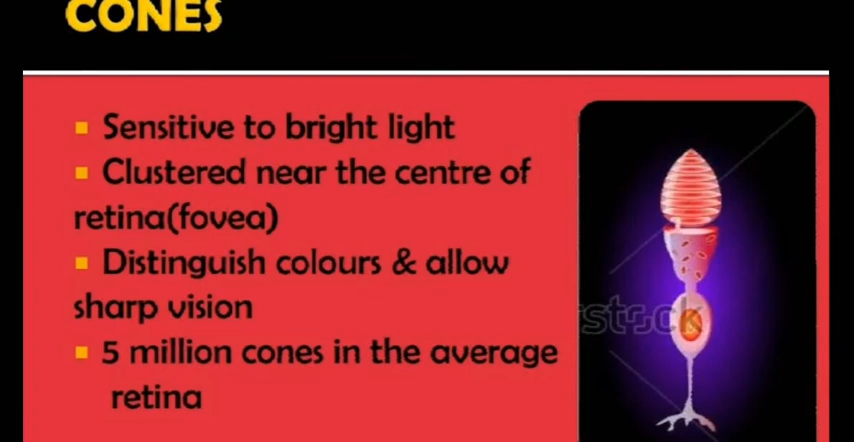 CONES
Sensitive to bright light
Clustered near the centre of
retina(fovea)
Distinguish colours & allow
sharp vision
5 million cones in the average
retina